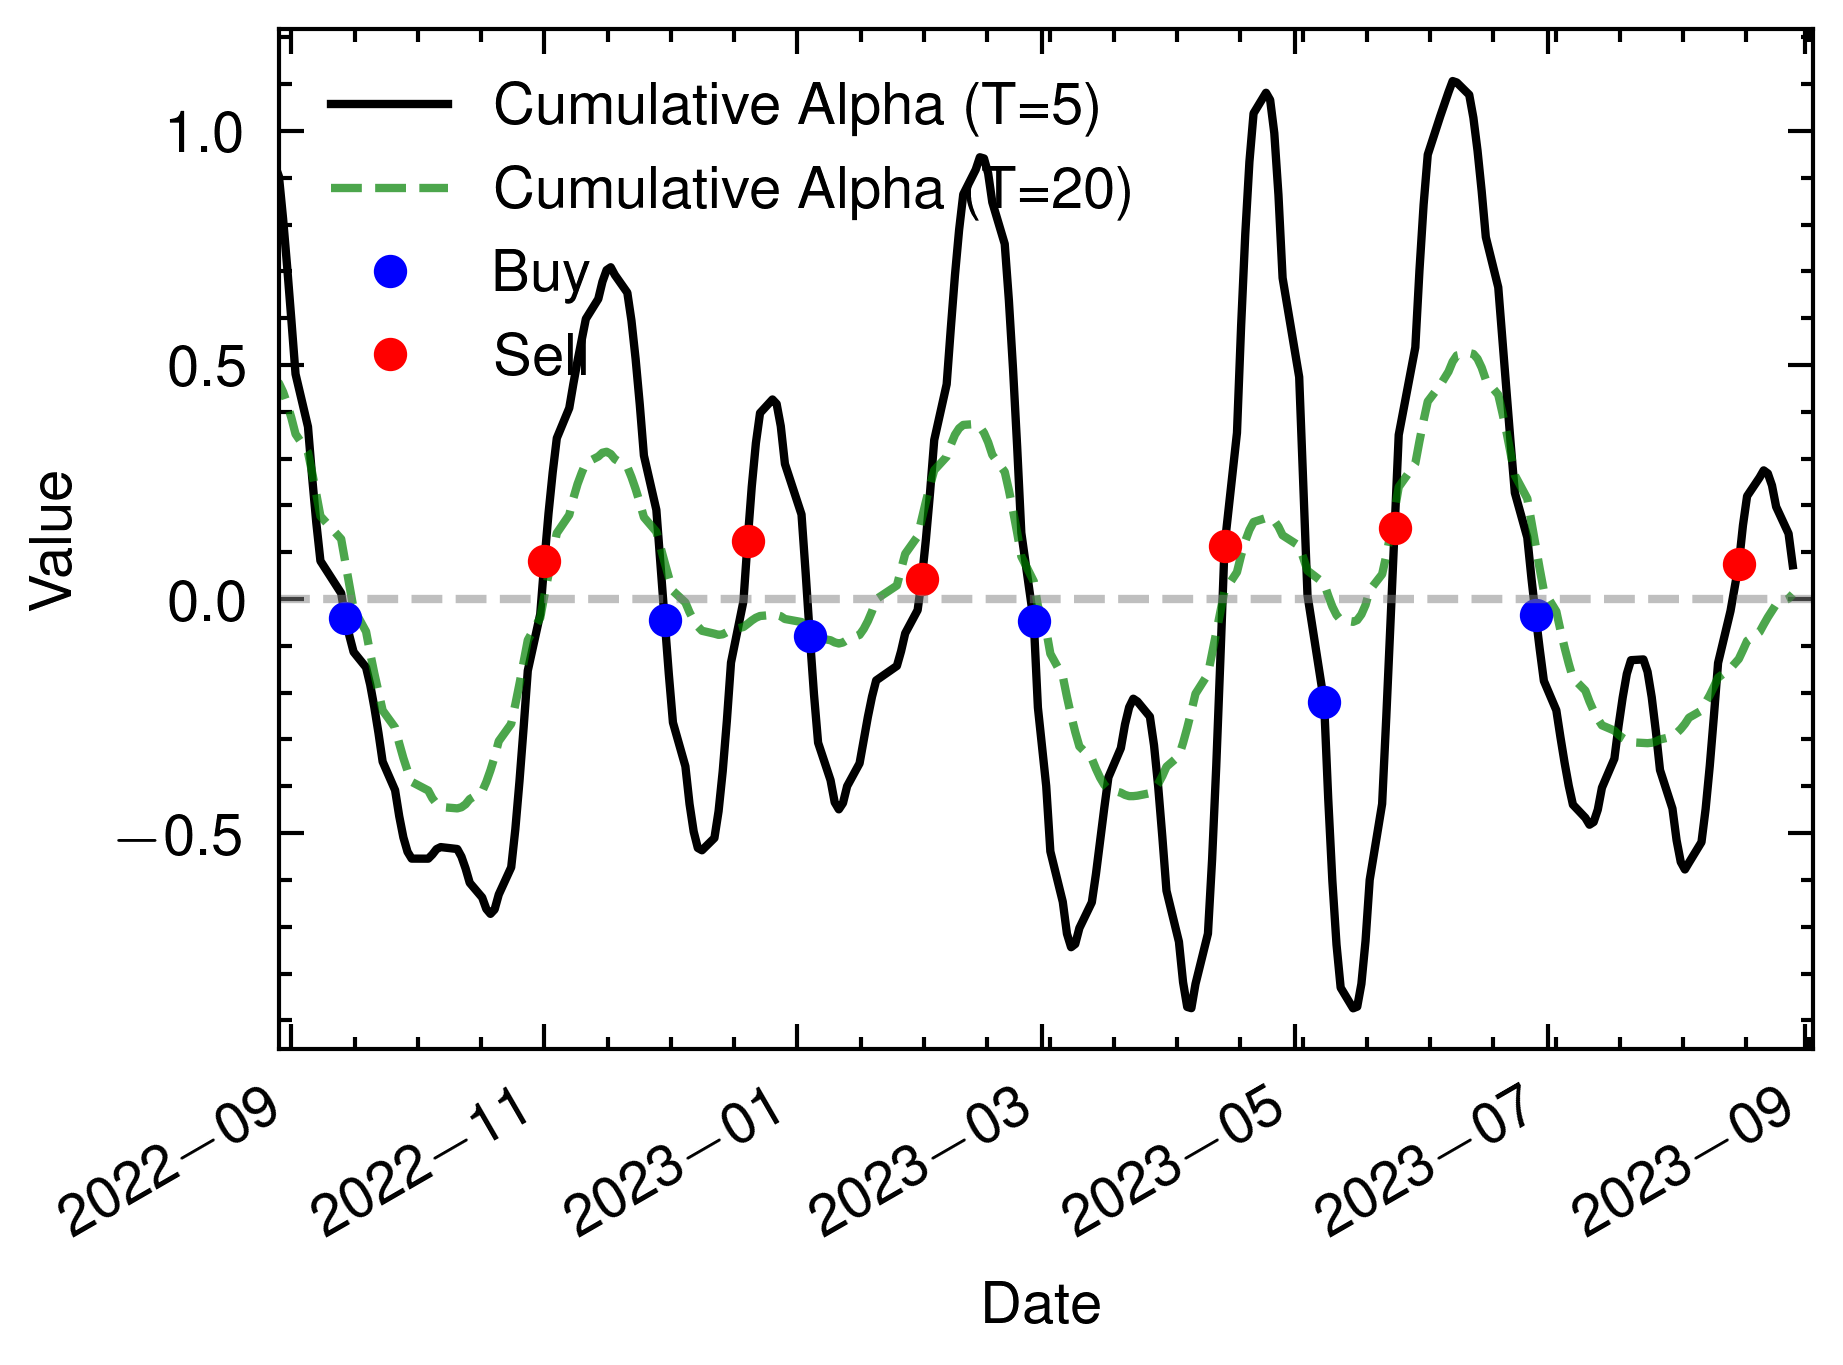 Cumulative Alpha (T=5)
Cumulative Alpha (T=20)
Buy
Sell
1.0
0.5
0.0
−0.5
Value
2022−09
2022−11
2023−01
2023−03
2023−05
2023−07
2023−09
Date